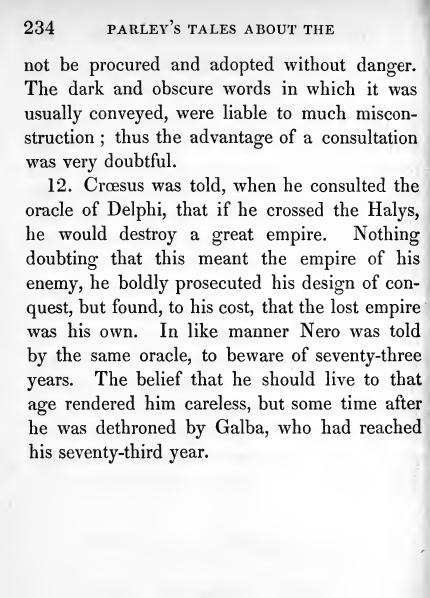 234 PARLEY'S TALES ABOUT THE
not be procured and adopted without danger.
The dark and obscure words in which it was
usually conveyed, were liable to much miscon-
struction ; thus the advantage of a consultation
was very doubtful.
12. Crœsus was told, when he consulted the
oracle of Delphi, that if he crossed the Halys,
he would destroy a great empire. Nothing
doubting that this meant the empire of his
enemy, he boldly prosecuted his design of con-
quest, but found, to his cost, that the lost empire
was his own. In like manner Nero was told
by the same oracle, to beware of seventy-three
years. The belief that he should live to that
age rendered him careless, but some time after
he was dethroned by Galba, who had reached
his seventy-third year.